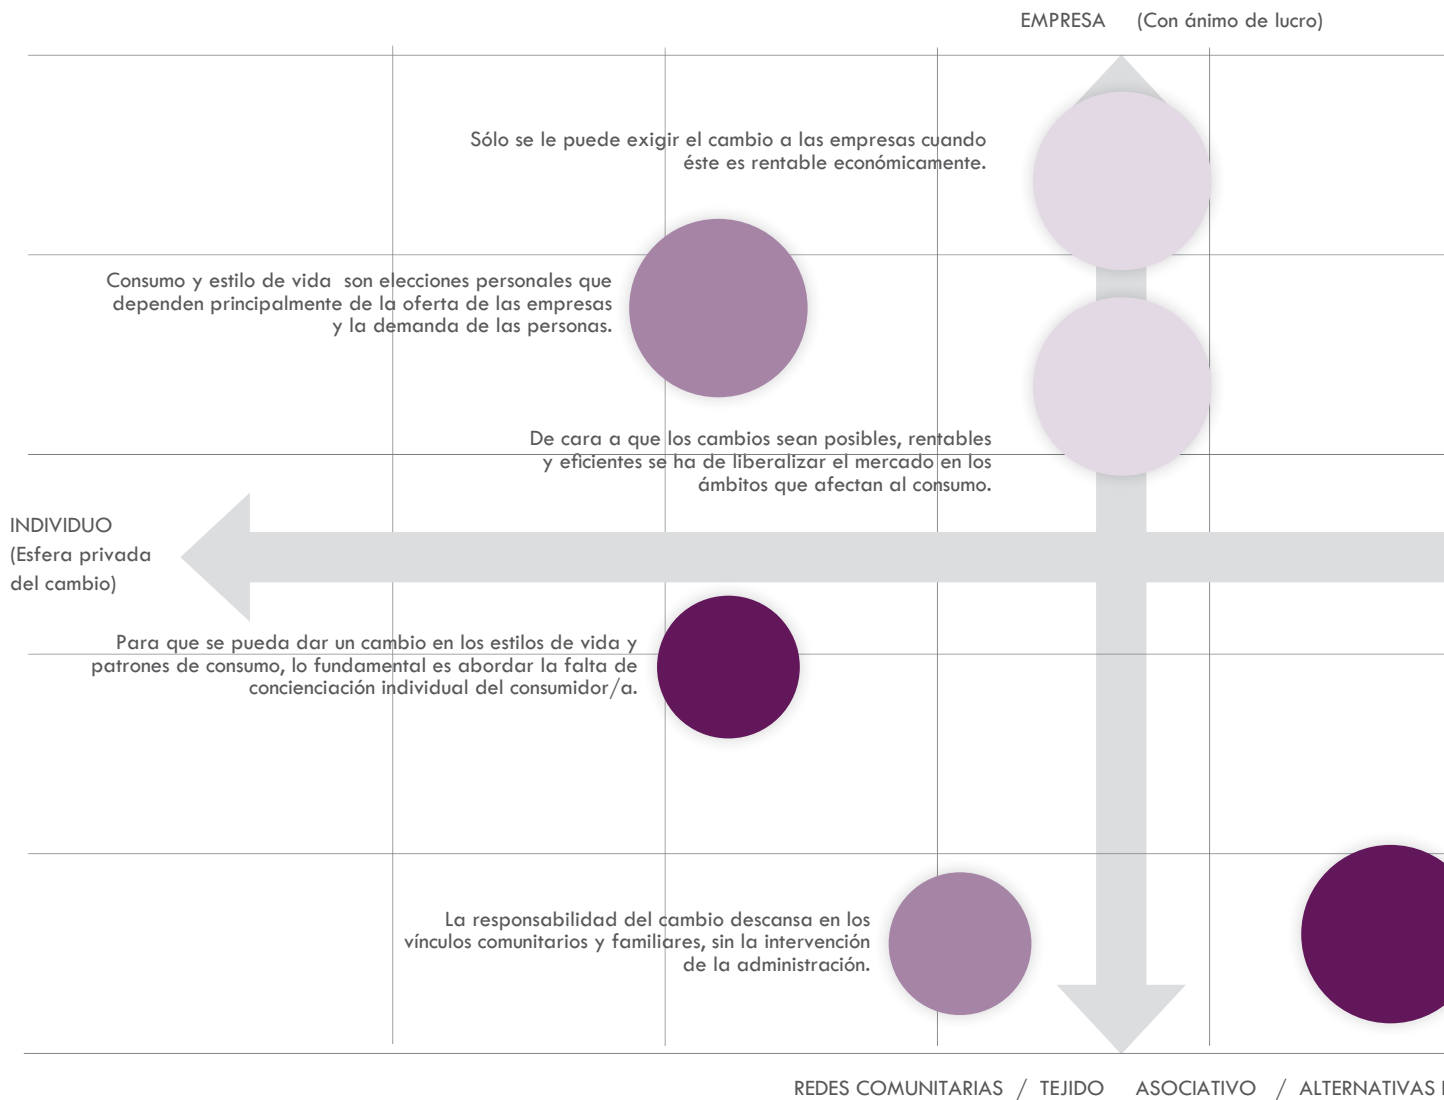 EMPRESA (Con ánimo de lucro)
Sólo se le puede exigir el cambio a las empresas cuando
éste es rentable económicamente.
Consumo y estilo de vida son elecciones personales que
dependen principalmente de la oferta de las empresas
y la demanda de las personas.
De cara a que los cambios sean posibles, rentables
y eficientes se ha de liberalizar el mercado en los
ámbitos que afectan al consumo.
INDIVIDUO
(Esfera privada
del cambio)
Para que se pueda dar un cambio en los estilos de vida y
patrones de consumo, lo fundamental es abordar la falta de
concienciación individual del consumidor/a.
La responsabilidad del cambio descansa en los
vínculos comunitarios y familiares, sin la intervención
de la administración.
REDES COMUNITARIAS / TEJIDO ASOCIATIVO / ALTERNATIVAS